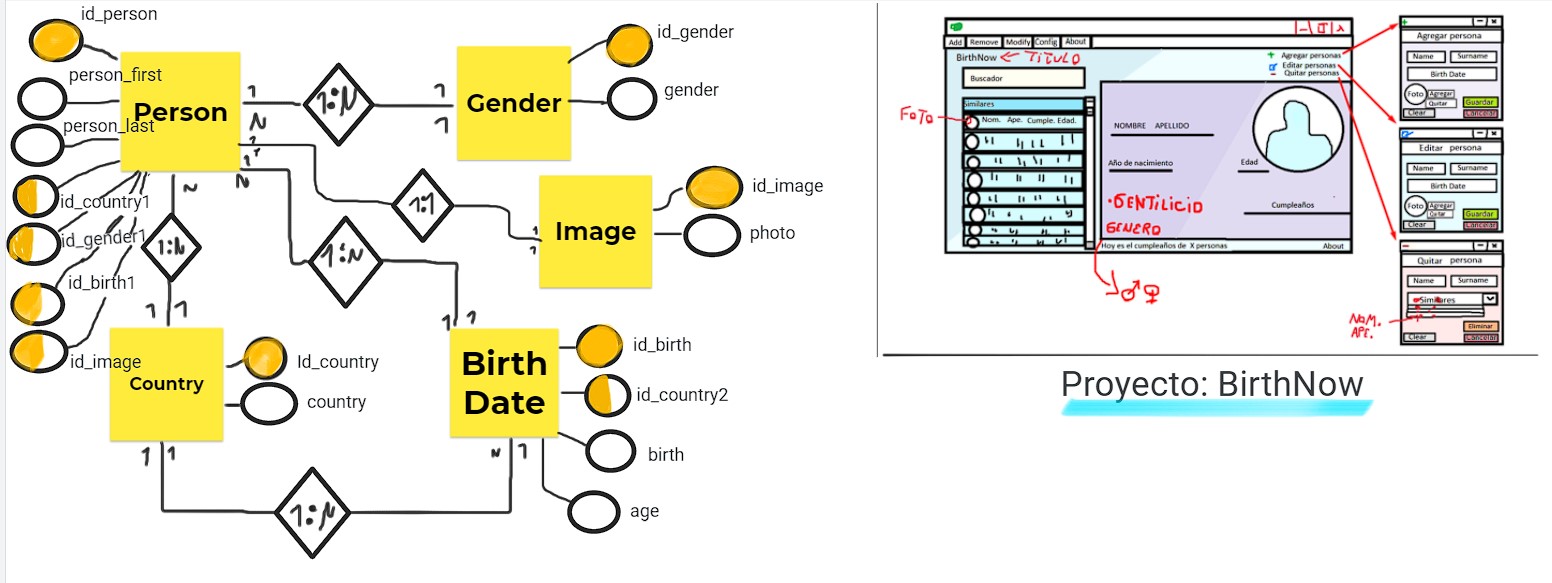 id_person
person_first
Person
person_last
id_country1
id_gender1
id_birth1
id_image
1
N
1:N
1
1
Gender
id_gender
gender
1
1
N
1:1
1
1
Image
id_image
photo
N
1:N
1
1
1:N
1
1
Country
Id_country
country
Birth
Date
id_birth
id_country2
birth
age
1
1
1:N
N
1
Add
Remove
Modify
Config
About
BirthNow
TITULO
Agregar personas
Editar personas
Quitar personas
Buscador
Similares
FOTO
Nom. Ape. Cumple. Edad.
NOMBRE APELLIDO
Año de nacimiento
Edad
Cumpleaños
GENTILICIO
GENERO
Hoy es el cumpleaños de X personas
About
Agregar persona
Name
Surname
Birth Date
Foto
Agregar
Quitar
Guardar
Clear
Cancelar
Editar persona
Name
Surname
Birth Date
Foto
Agregar
Quitar
Guardar
Clear
Cancelar
Quitar persona
Name
Surname
Similares
NOM.
APE.
Eliminar
Clear
Cancelar
Proyecto: BirthNow